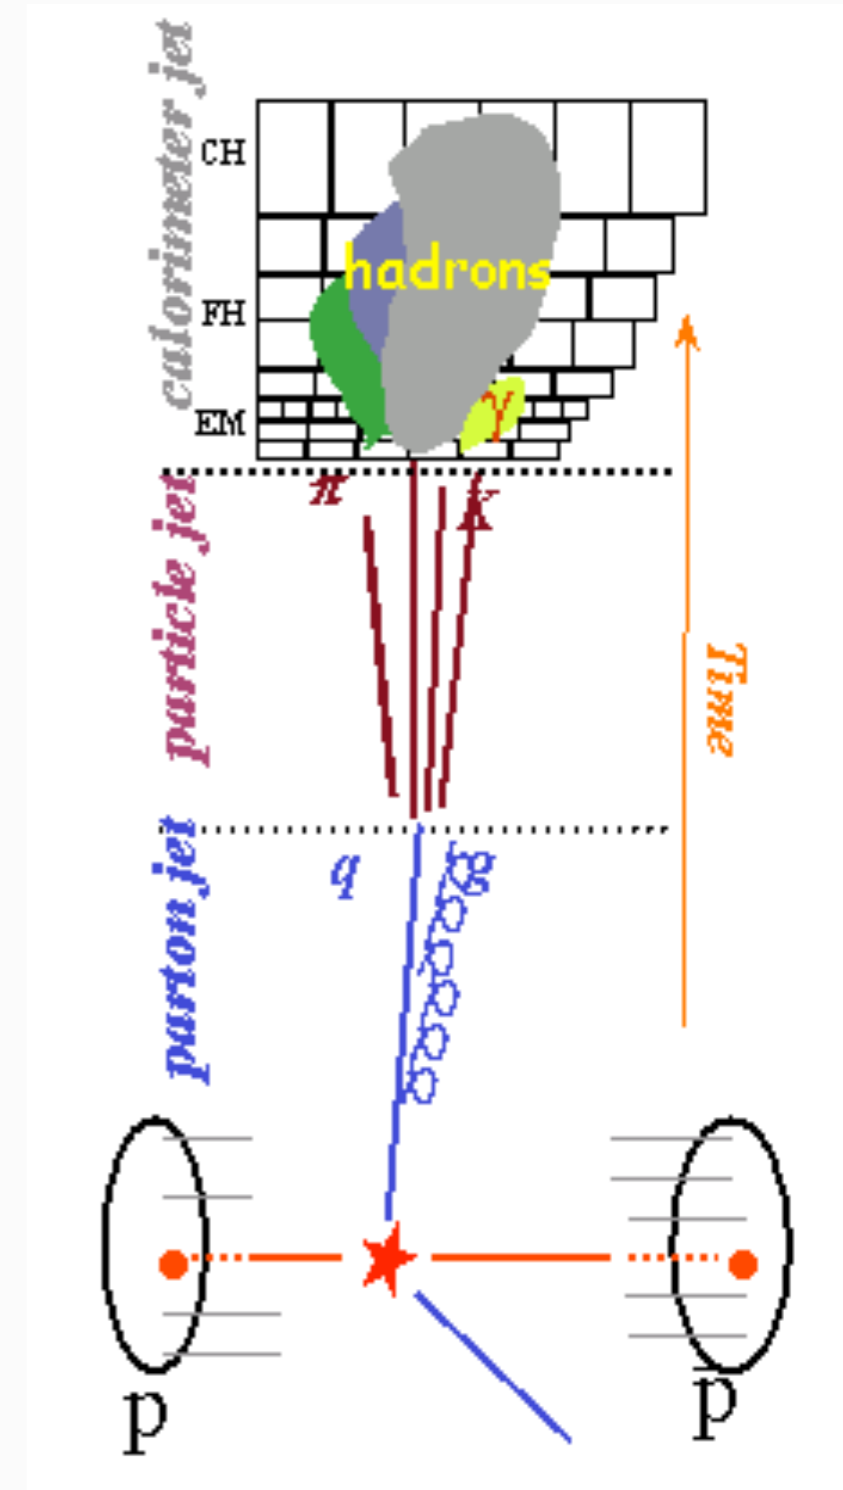 calorimeter jet
CH
hadrons
FH
γ
EM
π
particle jet
Time
parton jet
q
g
p
p̅